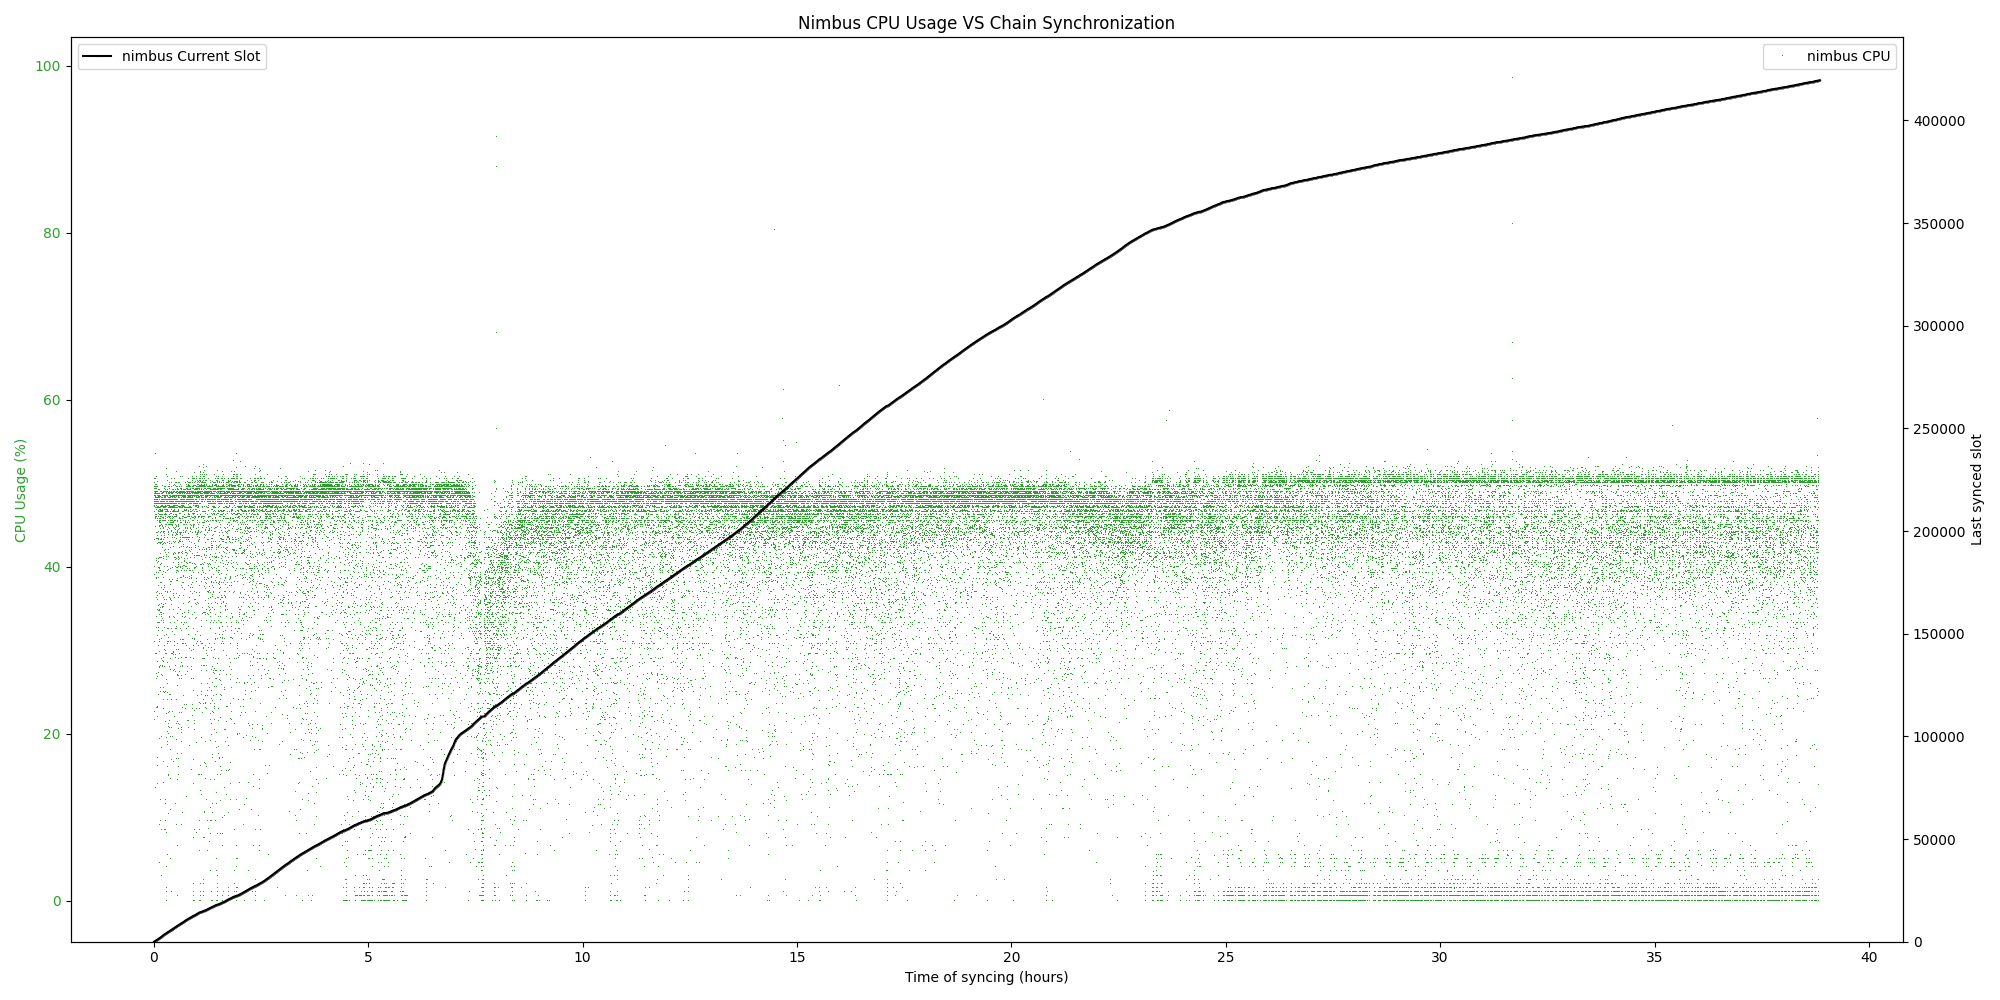 Nimbus CPU Usage VS Chain Synchronization
nimbus Current Slot
nimbus CPU
CPU Usage (%)
100
80
60
40
20
0
Last synced slot
400000
350000
300000
250000
200000
150000
100000
50000
0
0 5 10 15 20 25 30 35 40
Time of syncing (hours)